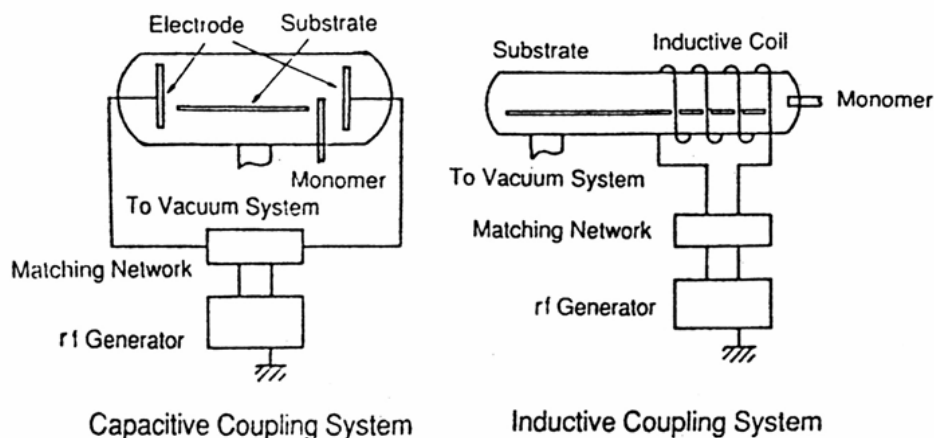 Electrode Substrate
Monomer
To Vacuum System
Matching Network
rf Generator
Capacitive Coupling System
Substrate Inductive Coil
Monomer
To Vacuum System
Matching Network
rf Generator
Inductive Coupling System